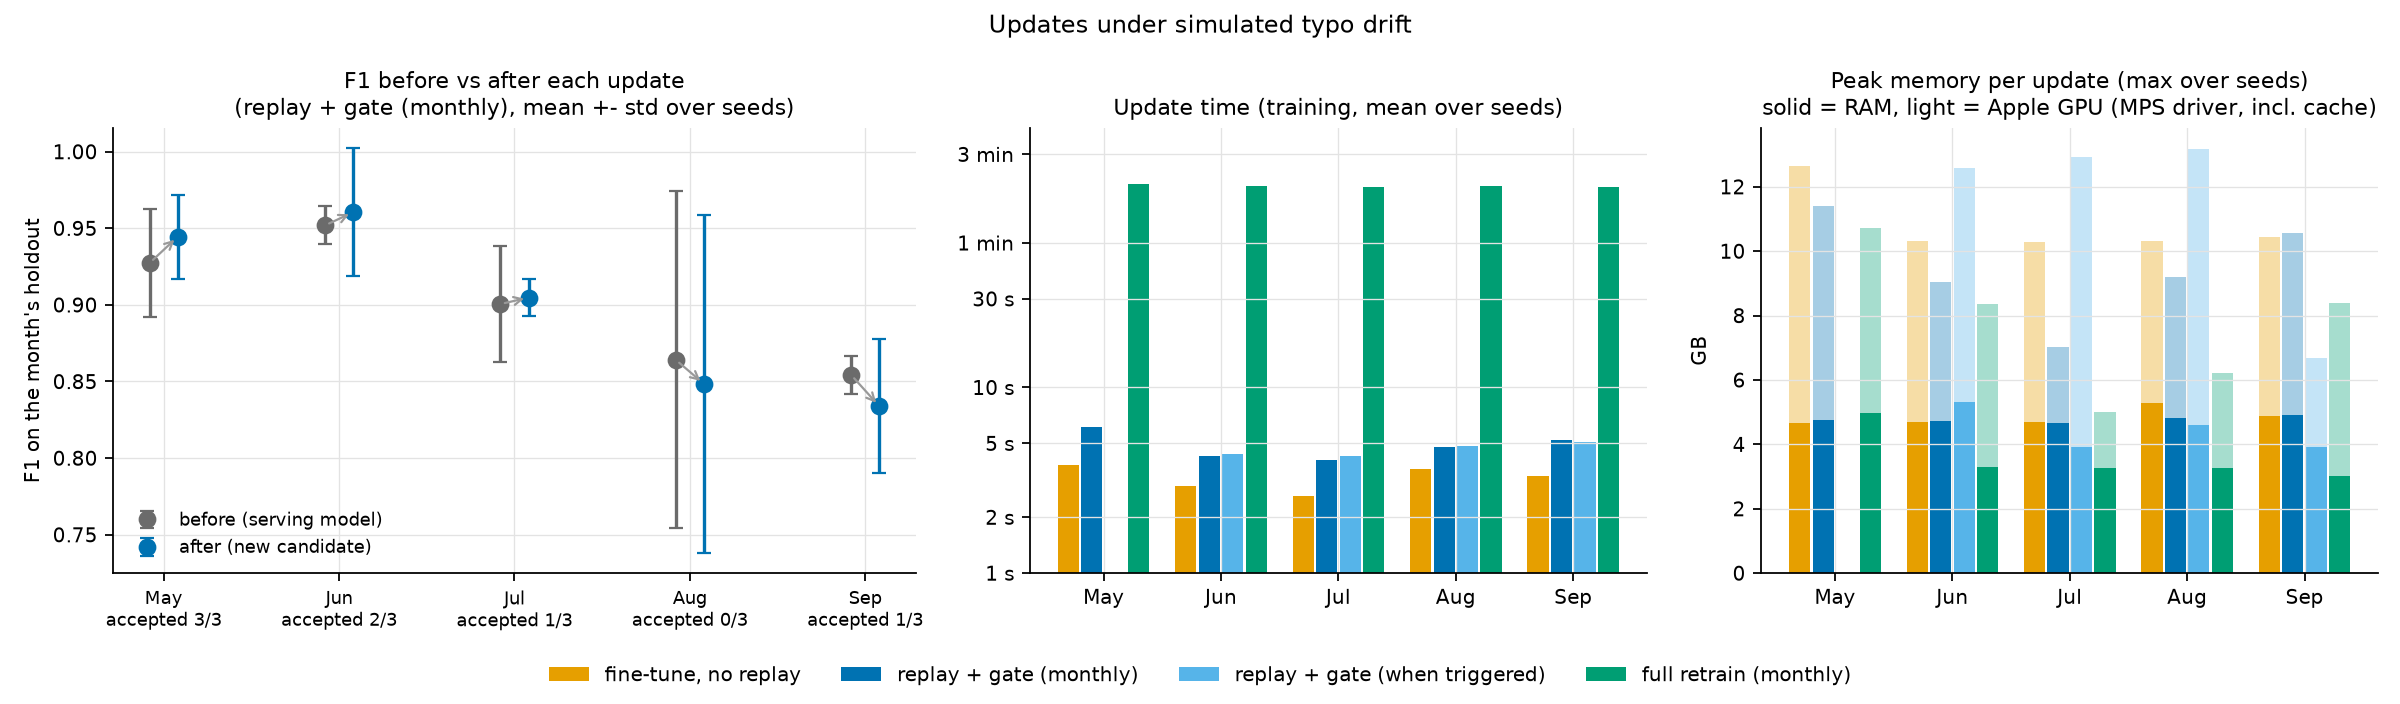 Updates under simulated typo drift
F1 before vs after each update
(replay + gate (monthly), mean +- std over seeds)
F1 on the month's holdout
1.00
0.95
0.90
0.85
0.80
0.75
before (serving model)
after (new candidate)
May
accepted 3/3
Jun
accepted 2/3
Jul
accepted 1/3
Aug
accepted 0/3
Sep
accepted 1/3
Update time (training, mean over seeds)
3 min
1 min
30 s
10 s
5 s
2 s
1 s
May Jun Jul Aug Sep
Peak memory per update (max over seeds)
solid = RAM, light = Apple GPU (MPS driver, incl. cache)
GB
12
10
8
6
4
2
0
May Jun Jul Aug Sep
fine-tune, no replay
replay + gate (monthly)
replay + gate (when triggered)
full retrain (monthly)